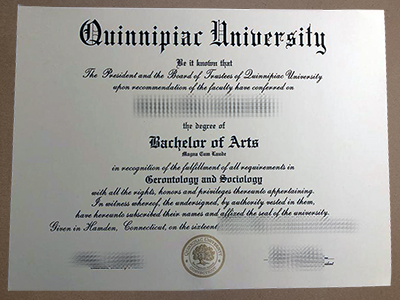 Quinnipiac University
Be it known that
The President and the Board of Trustees of Quinnipiac University
upon recommendation of the faculty have conferred on
the degree of
Bachelor of Arts
Magna Cum Laude
in recognition of the fulfillment of all requirements in
Gerontology and Sociology
with all the rights, honors and privileges thereunto appertaining.
In witness whereof, the undersigned, by authority vested in them,
have hereunto subscribed their names and affixed the seal of the university.
Given in Hamden, Connecticut, on the sixteent